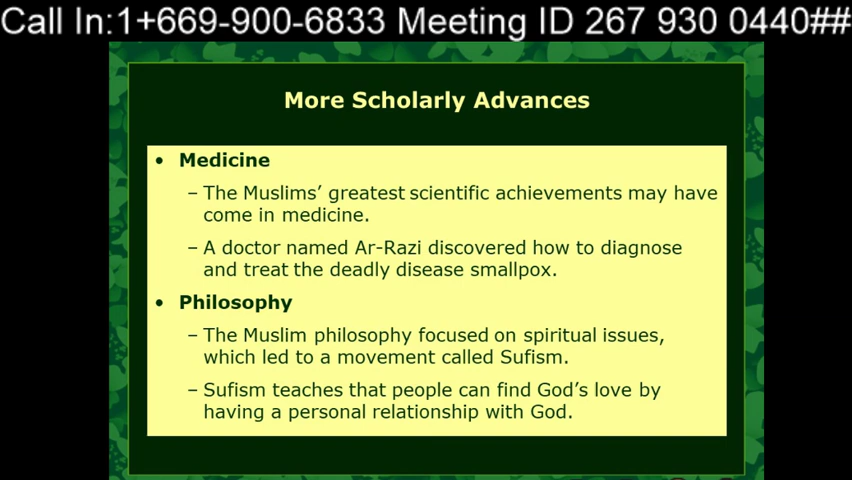 Call In:1+669-900-6833 Meeting ID 267 930 0440##
More Scholarly Advances
• Medicine
– The Muslims’ greatest scientific achievements may have
come in medicine.
– A doctor named Ar-Razi discovered how to diagnose
and treat the deadly disease smallpox.
• Philosophy
– The Muslim philosophy focused on spiritual issues,
which led to a movement called Sufism.
– Sufism teaches that people can find God’s love by
having a personal relationship with God.